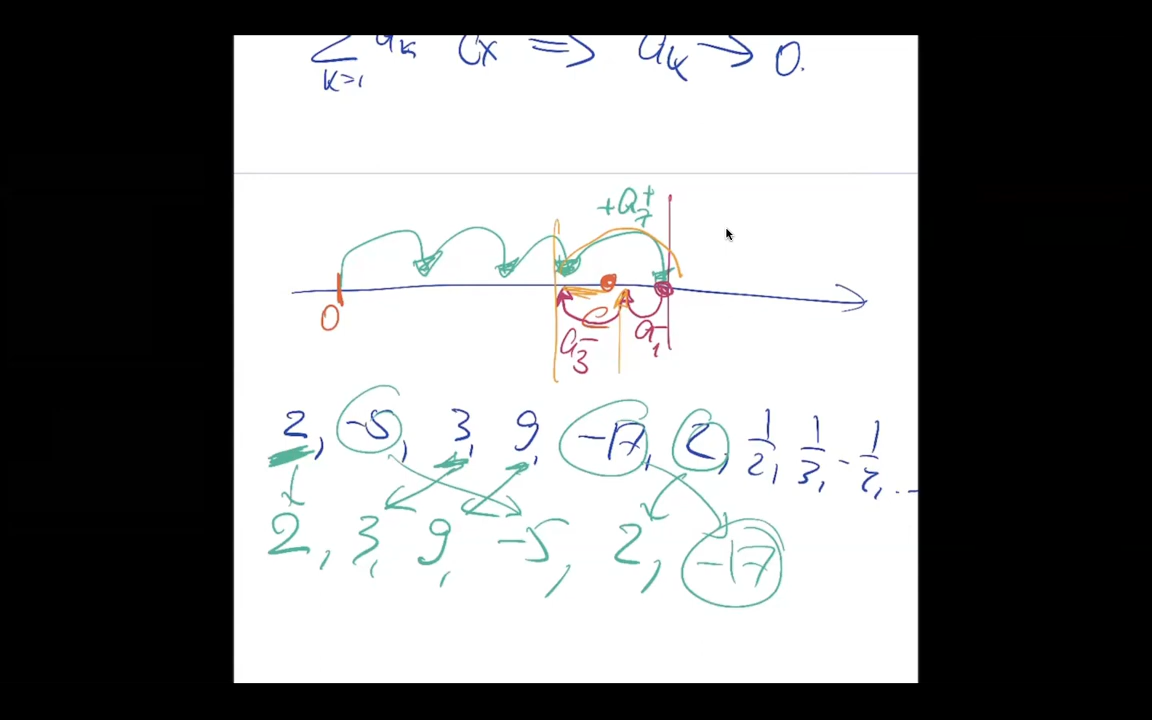 ∑ a_k Cx ⟹ a_k → 0.
k=1
+a_7^+
0
a_3^- a_1^-
2, -5, 3, 9, -17, 2, 1/2, 1/3, -1/7, ...
2, 3, 9, -5, 2, -17